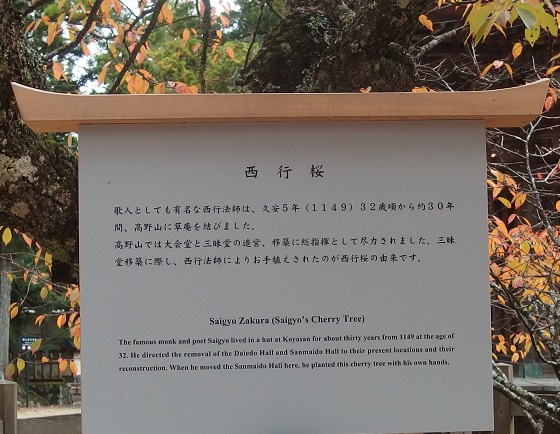 西行桜
歌人としても有名な西行法師は、久安5年（1149）32歳頃から約30年
間、高野山に草庵を結びました。
高野山では大会堂と三昧堂の造営、移築に総指揮として尽力されました。三昧
堂移築に際し、西行法師によりお手植えされたのが西行桜の由来です。
Saigyo Zakura (Saigyo's Cherry Tree)
The famous monk and poet Saigyo lived in a hut at Koyasan for about thirty years from 1149 at the age of
32. He directed the removal of the Daiedo Hall and Sanmaido Hall to their present locations and their
reconstruction. When he moved the Sanmaido Hall here, he planted this cherry tree with his own hands.